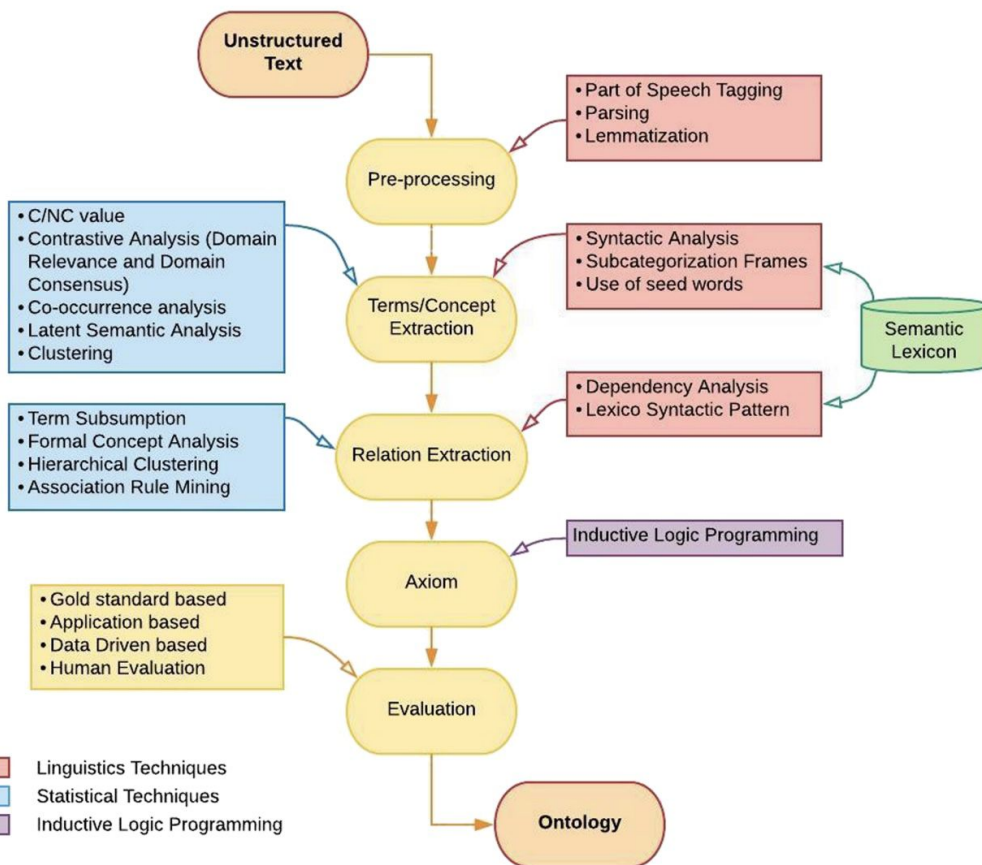 Unstructured
Text
• Part of Speech Tagging
• Parsing
• Lemmatization
Pre-processing
• C/NC value
• Contrastive Analysis (Domain
Relevance and Domain
Consensus)
• Co-occurrence analysis
• Latent Semantic Analysis
• Clustering
• Syntactic Analysis
• Subcategorization Frames
• Use of seed words
Terms/Concept
Extraction
Semantic
Lexicon
• Dependency Analysis
• Lexico Syntactic Pattern
• Term Subsumption
• Formal Concept Analysis
• Hierarchical Clustering
• Association Rule Mining
Relation Extraction
Inductive Logic Programming
Axiom
• Gold standard based
• Application based
• Data Driven based
• Human Evaluation
Evaluation
Linguistics Techniques
Statistical Techniques
Inductive Logic Programming
Ontology